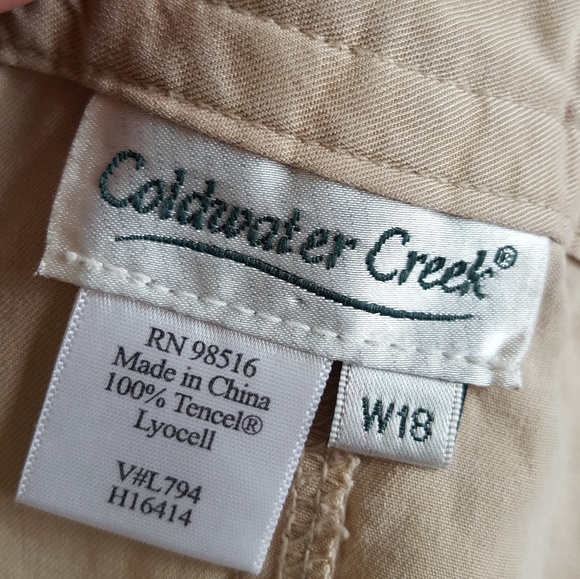 Coldwater Creek®
RN 98516
Made in China
100% Tencel®
Lyocell
V#L794
H16414
W18